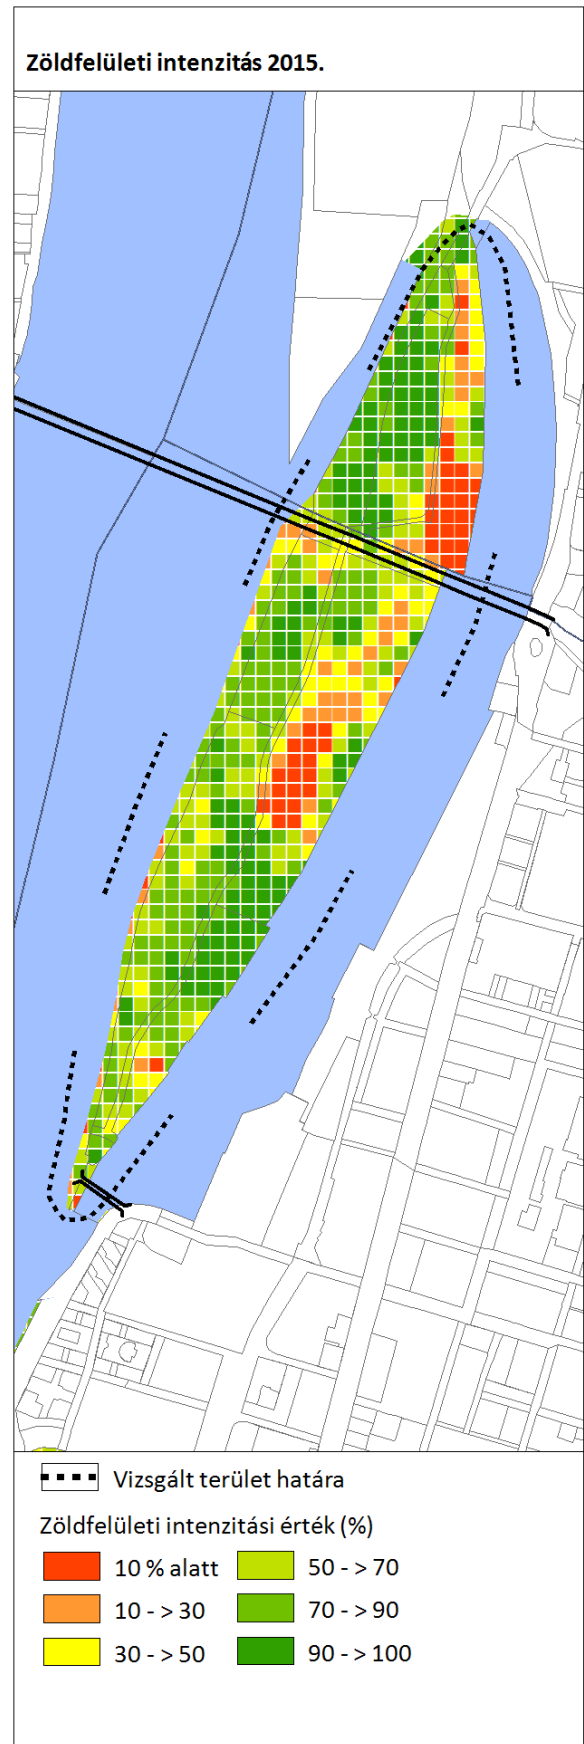 Zöldfelületi intenzitás 2015.
Vizsgált terület határa
Zöldfelületi intenzitási érték (%)
10 % alatt
50 - > 70
10 - > 30
70 - > 90
30 - > 50
90 - > 100